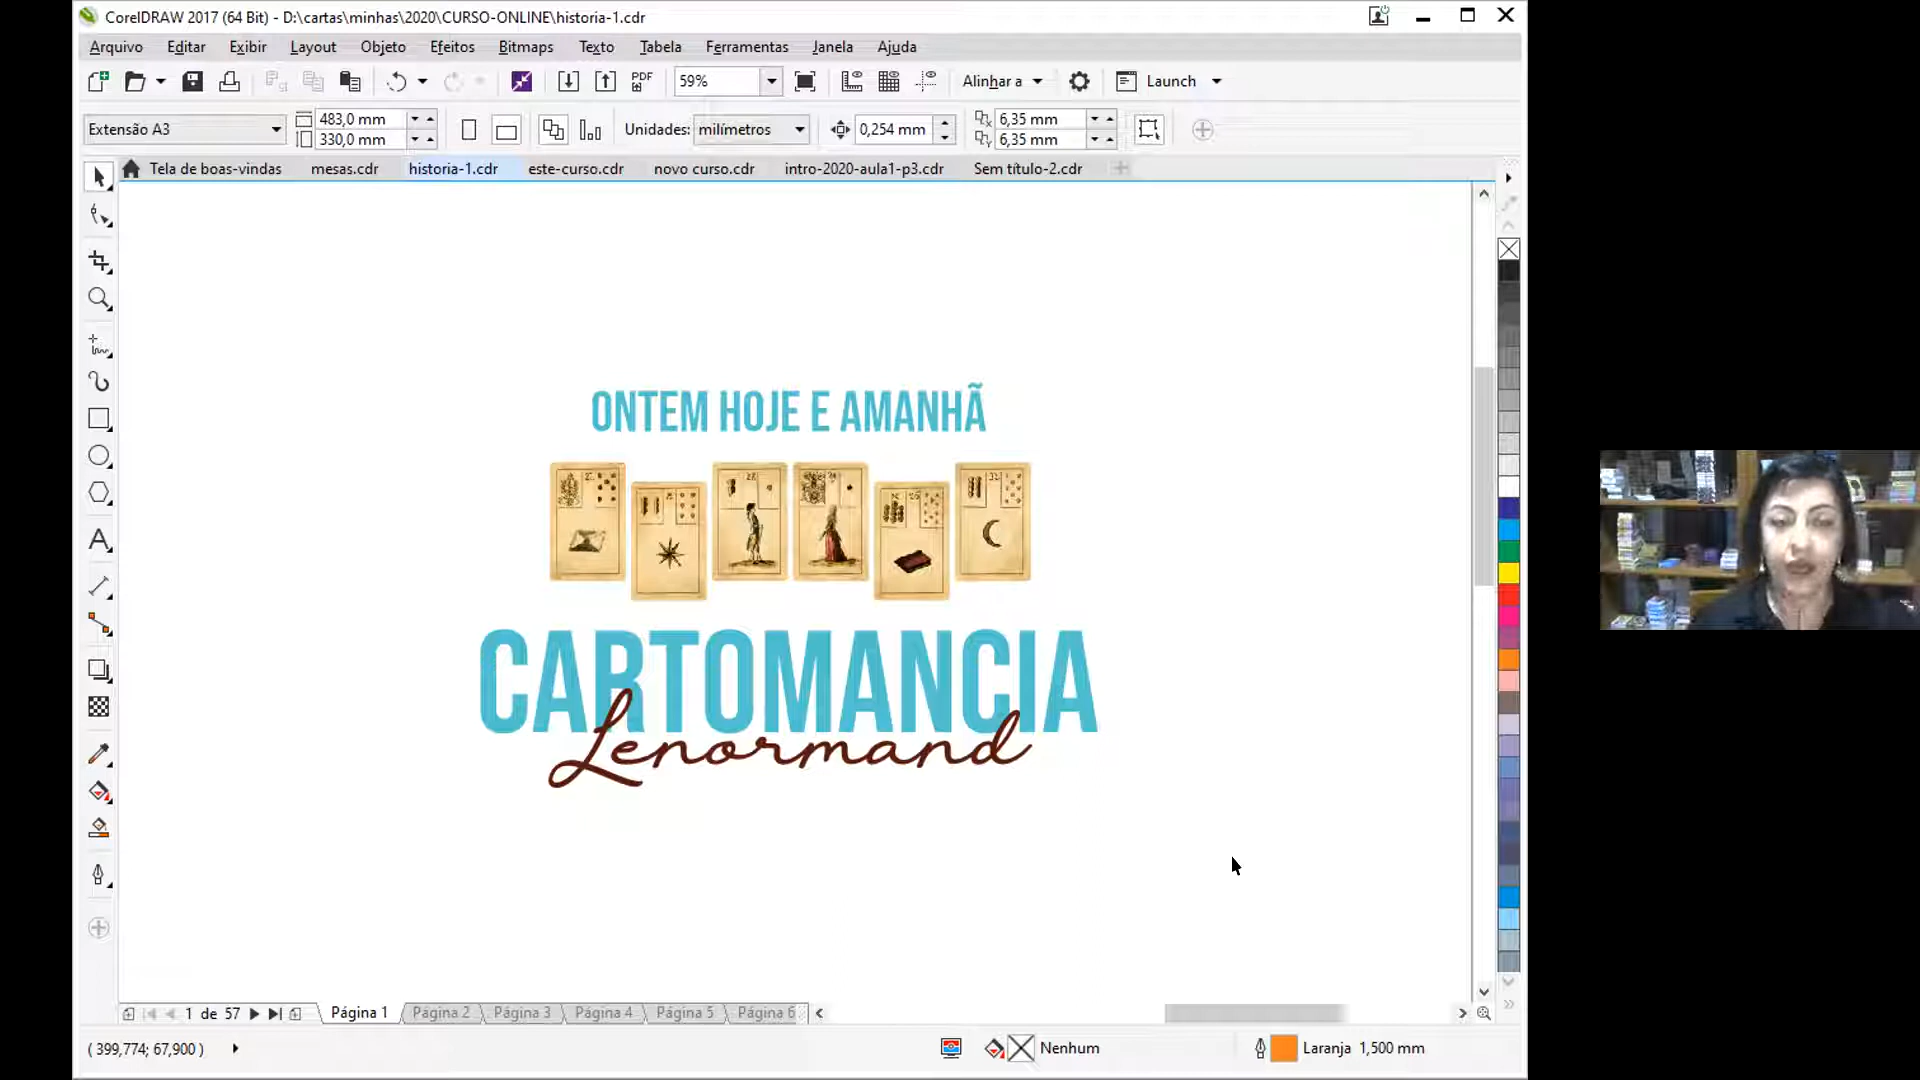 CorelDRAW 2017 (64 Bit) - D:\cartas\minhas\2020\CURSO-ONLINE\historia-1.cdr
Arquivo Editar Exibir Layout Objeto Efeitos Bitmaps Texto Tabela Ferramentas Janela Ajuda
PDF 59% Alinhar a Launch
Extensão A3 483,0 mm 330,0 mm Unidades: milímetros 0,254 mm 6,35 mm 6,35 mm
Tela de boas-vindas mesas.cdr historia-1.cdr este-curso.cdr novo curso.cdr intro-2020-aula1-p3.cdr Sem título-2.cdr
ONTEM HOJE E AMANHÃ
CARTOMANCIA
Lenormand
1 de 57 Página 1 Página 2 Página 3 Página 4 Página 5 Página 6
( 399,774; 67,900 ) Nenhum Laranja 1,500 mm